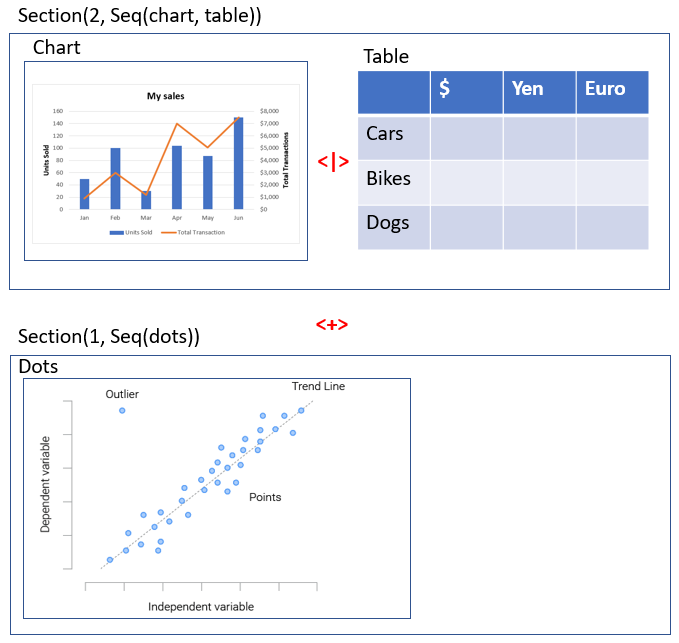 Section(2, Seq(chart, table))
Chart
My sales
Units Sold
160
140
120
100
80
60
40
20
0
$8,000
$7,000
$6,000
$5,000
$4,000
$3,000
$2,000
$1,000
$0
Total Transactions
Jan Feb Mar Apr May Jun
Units Sold Total Transaction
<|>
Table
$ Yen Euro
Cars
Bikes
Dogs
<+>
Section(1, Seq(dots))
Dots
Outlier
Trend Line
Points
Dependent variable
Independent variable